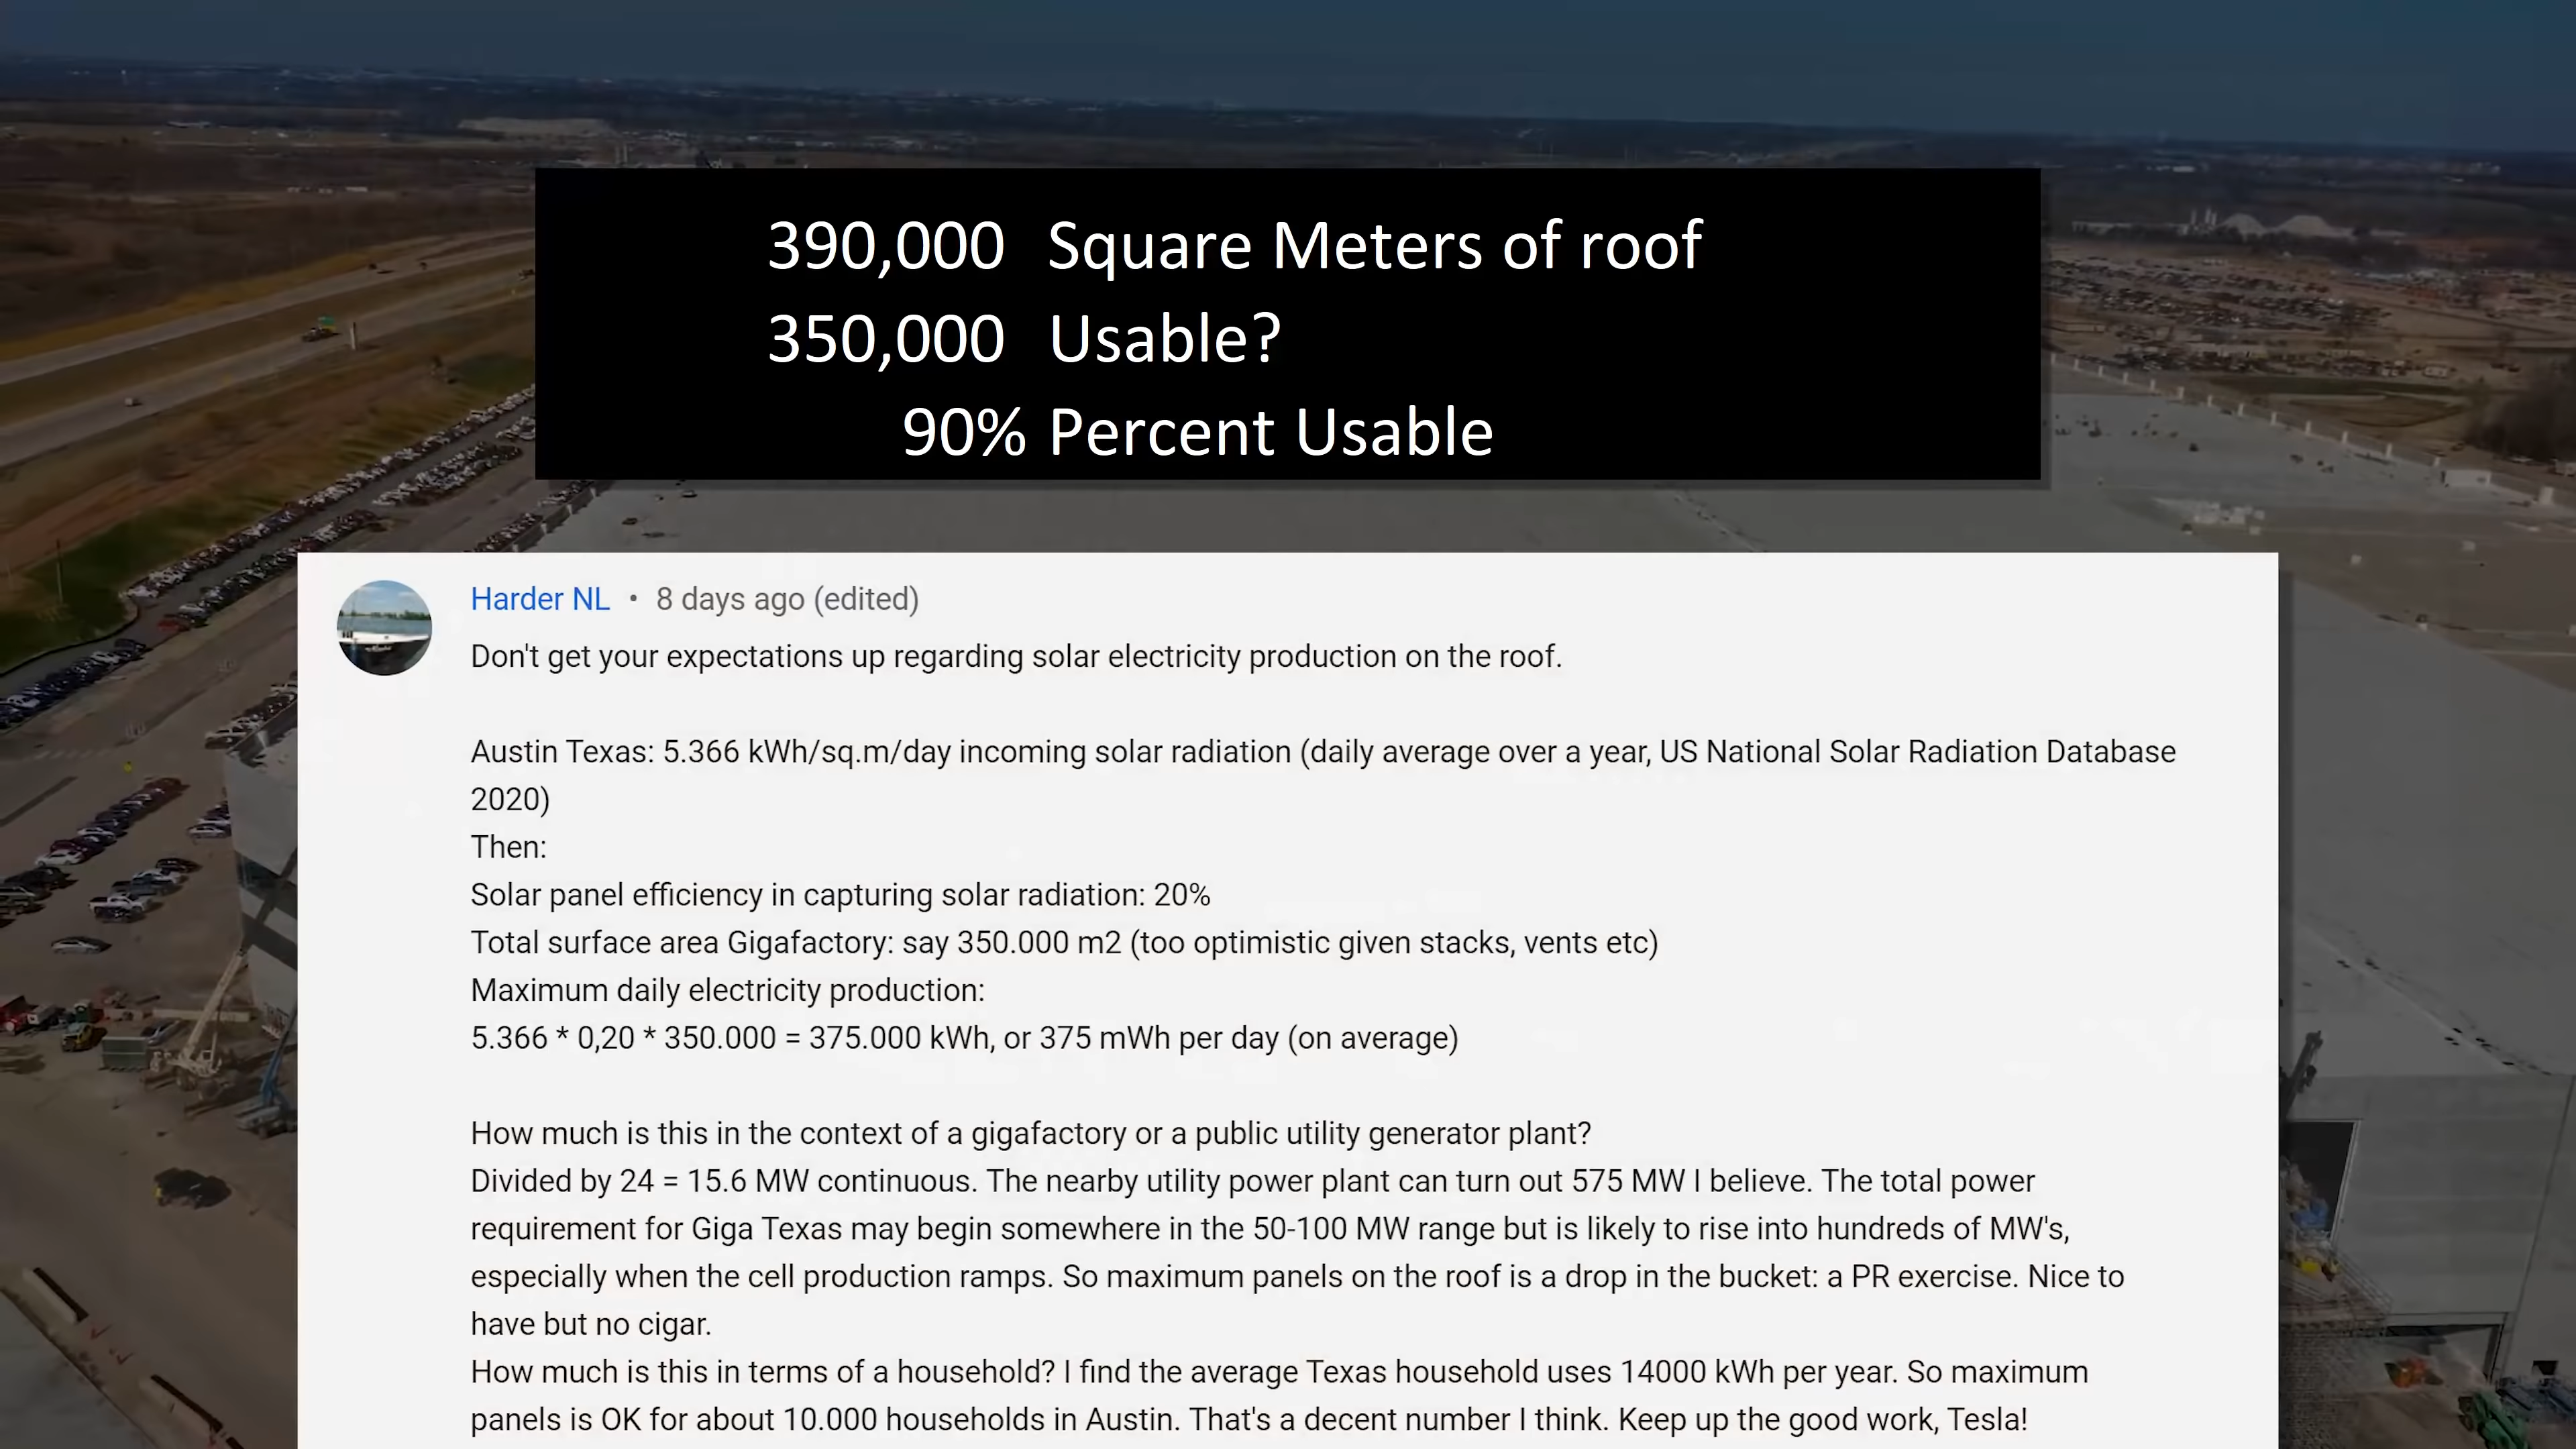 390,000 Square Meters of roof
350,000 Usable?
90% Percent Usable
Harder NL • 8 days ago (edited)
Don't get your expectations up regarding solar electricity production on the roof.
Austin Texas: 5.366 kWh/sq.m/day incoming solar radiation (daily average over a year, US National Solar Radiation Database
2020)
Then:
Solar panel efficiency in capturing solar radiation: 20%
Total surface area Gigafactory: say 350.000 m2 (too optimistic given stacks, vents etc)
Maximum daily electricity production:
5.366 * 0,20 * 350.000 = 375.000 kWh, or 375 mWh per day (on average)
How much is this in the context of a gigafactory or a public utility generator plant?
Divided by 24 = 15.6 MW continuous. The nearby utility power plant can turn out 575 MW I believe. The total power
requirement for Giga Texas may begin somewhere in the 50-100 MW range but is likely to rise into hundreds of MW's,
especially when the cell production ramps. So maximum panels on the roof is a drop in the bucket: a PR exercise. Nice to
have but no cigar.
How much is this in terms of a household? I find the average Texas household uses 14000 kWh per year. So maximum
panels is OK for about 10.000 households in Austin. That's a decent number I think. Keep up the good work, Tesla!